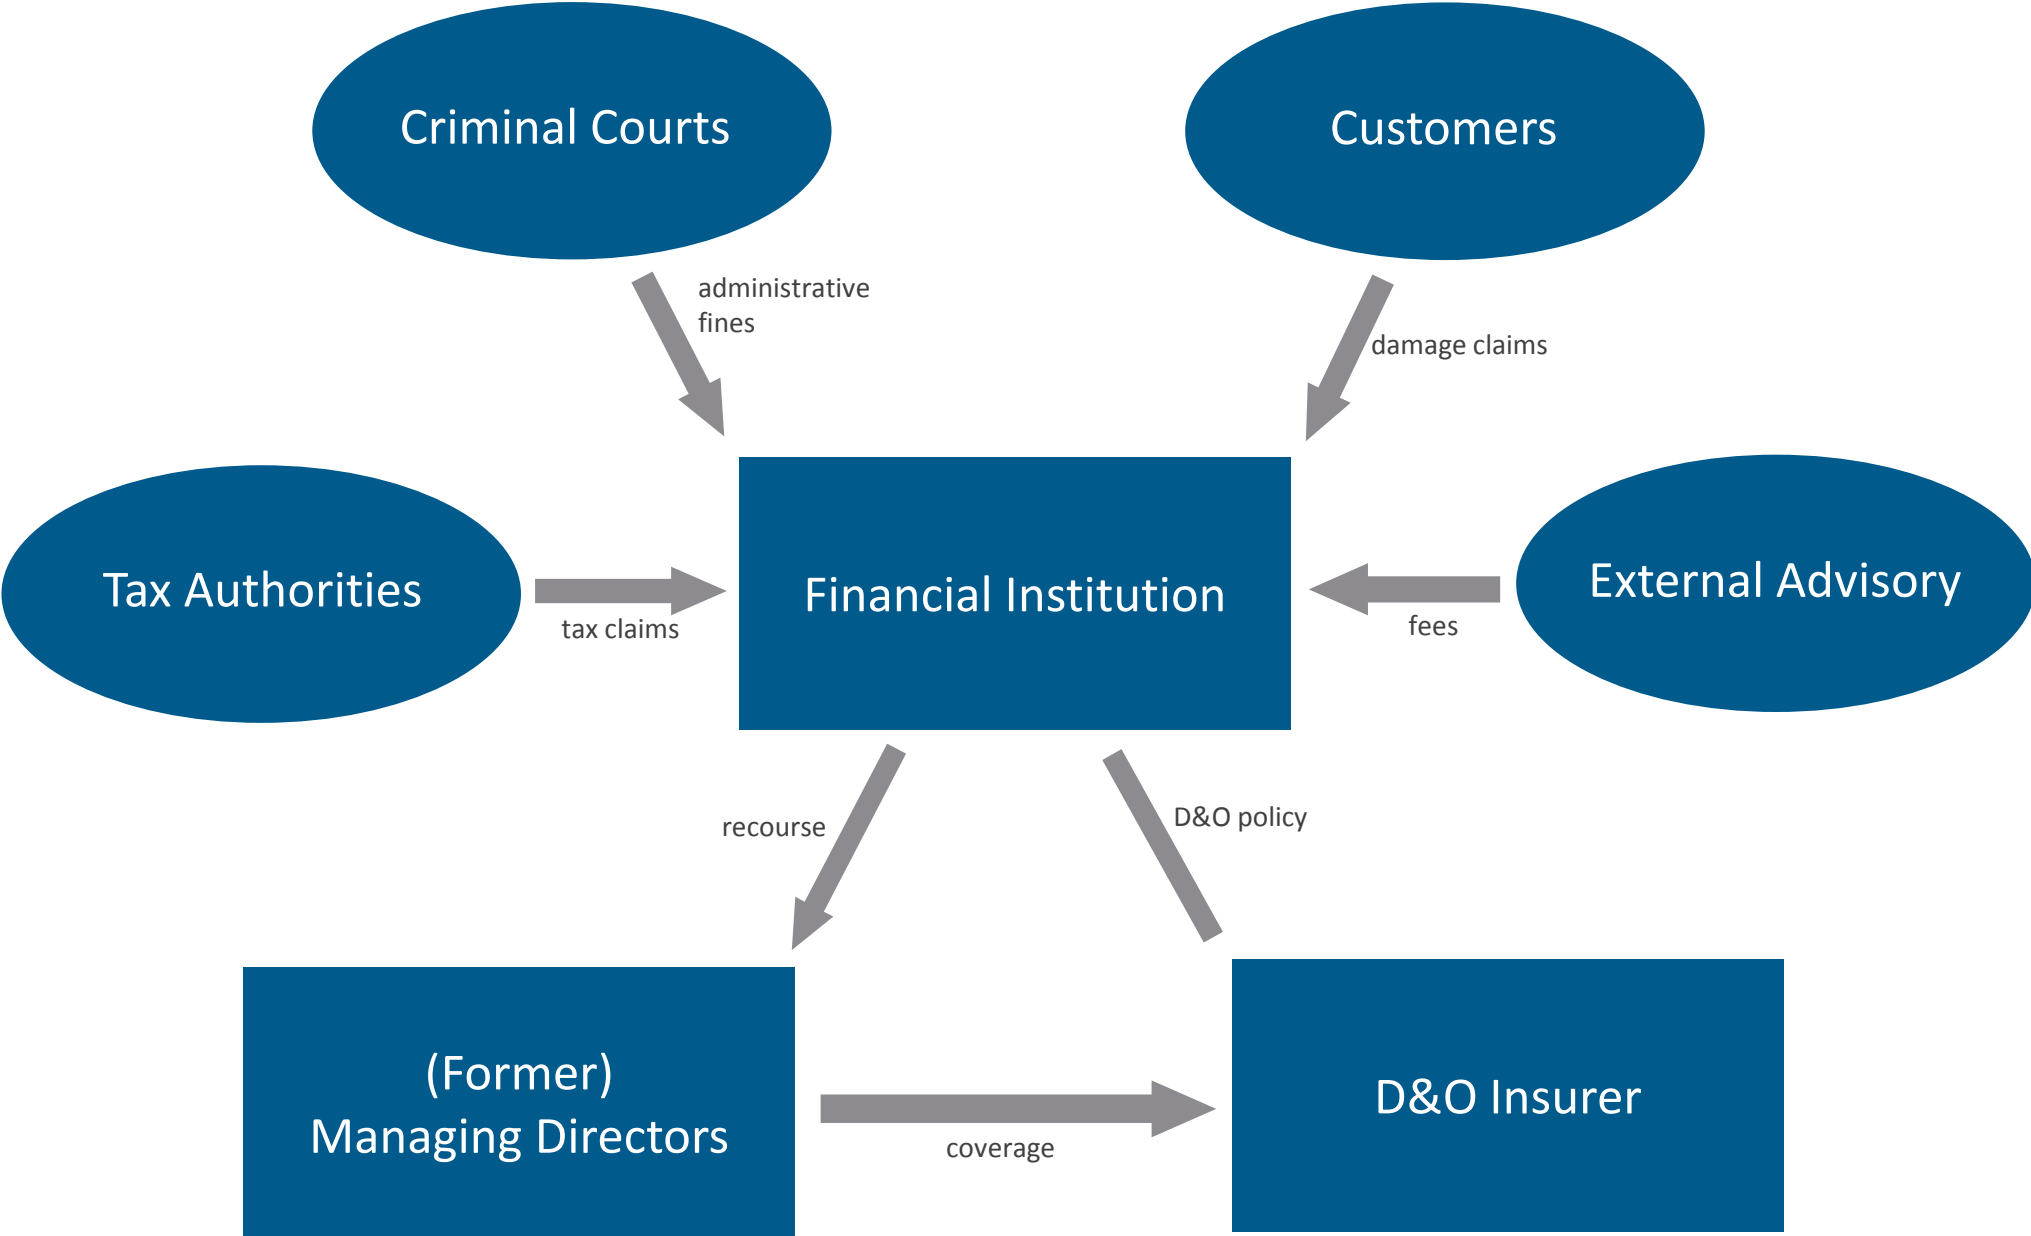 Criminal Courts
Customers
administrative
fines
damage claims
Tax Authorities
tax claims
Financial Institution
External Advisory
fees
recourse
D&O policy
(Former)
Managing Directors
coverage
D&O Insurer